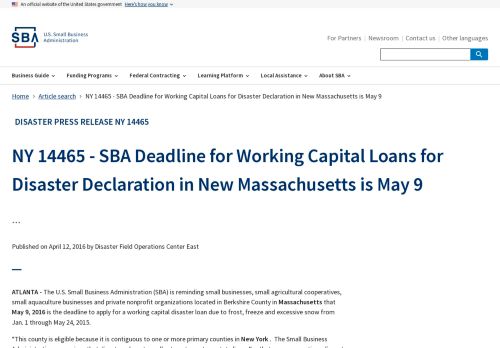 An official website of the United States government Here's how you know
SBA U.S. Small Business
Administration
For Partners | Newsroom | Contact us | Other languages
Business Guide Funding Programs Federal Contracting Learning Platform Local Assistance About SBA
Home Article search NY 14465 - SBA Deadline for Working Capital Loans for Disaster Declaration in New Massachusetts is May 9
DISASTER PRESS RELEASE NY 14465
NY 14465 - SBA Deadline for Working Capital Loans for
Disaster Declaration in New Massachusetts is May 9
...
Published on April 12, 2016 by Disaster Field Operations Center East
ATLANTA - The U.S. Small Business Administration (SBA) is reminding small businesses, small agricultural cooperatives,
small aquaculture businesses and private nonprofit organizations located in Berkshire County in Massachusetts that
May 9, 2016 is the deadline to apply for a working capital disaster loan due to frost, freeze and excessive snow from
Jan. 1 through May 24, 2015.
"This county is eligible because it is contiguous to one or more primary counties in New York . The Small Business